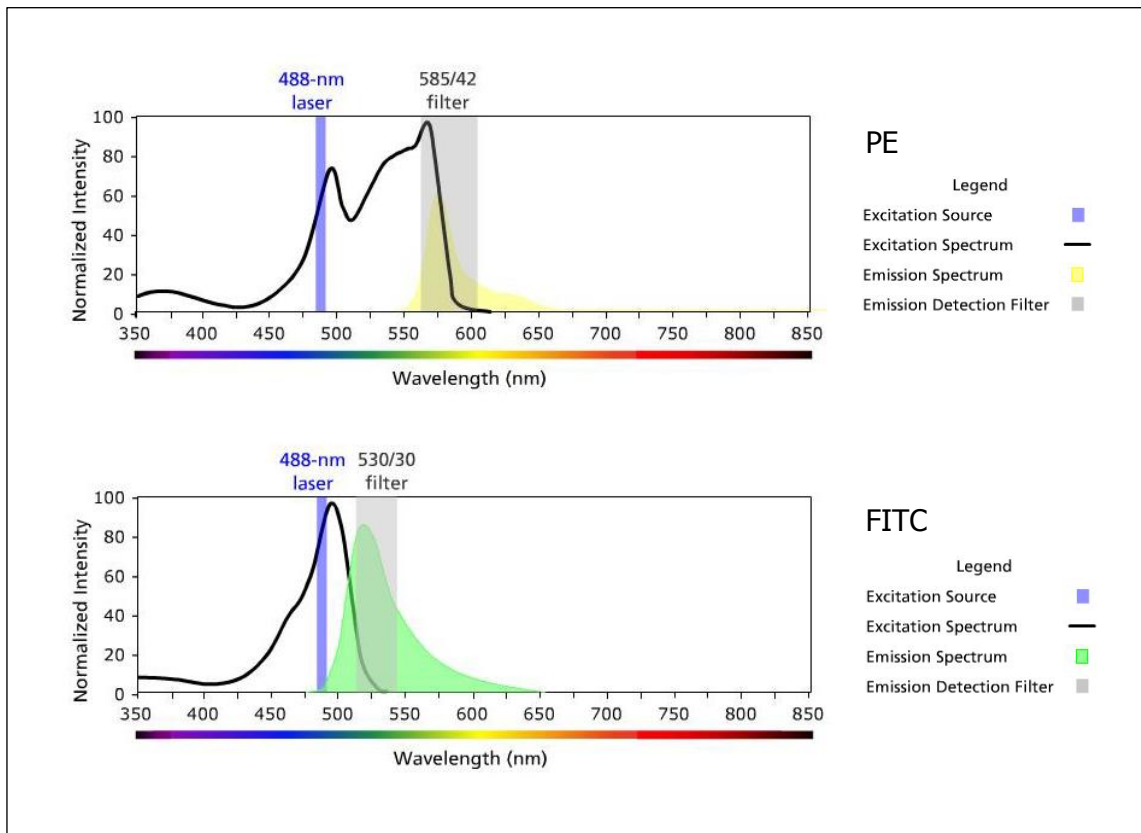 488-nm
laser
585/42
filter
Normalized Intensity
100
80
60
40
20
0
350 400 450 500 550 600 650 700 750 800 850
Wavelength (nm)
PE
Legend
Excitation Source
Excitation Spectrum
Emission Spectrum
Emission Detection Filter
488-nm
laser
530/30
filter
Normalized Intensity
100
80
60
40
20
0
350 400 450 500 550 600 650 700 750 800 850
Wavelength (nm)
FITC
Legend
Excitation Source
Excitation Spectrum
Emission Spectrum
Emission Detection Filter